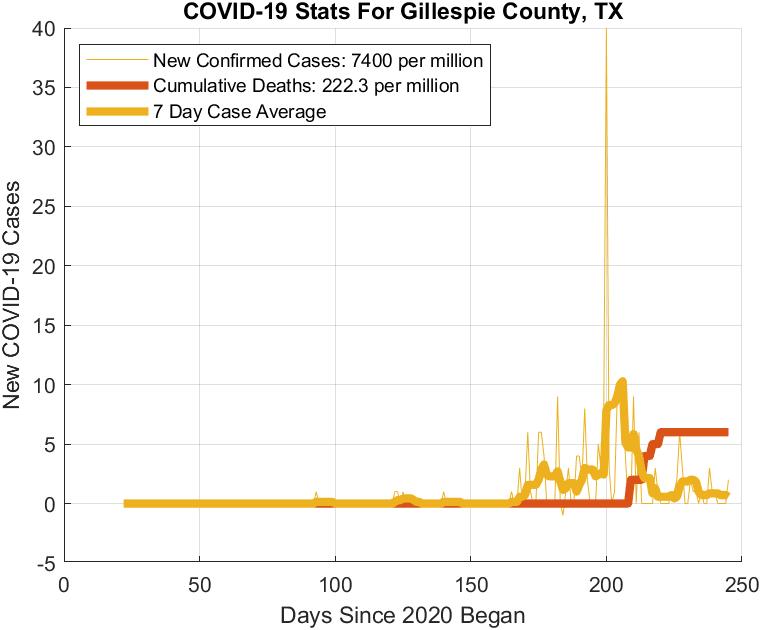 COVID-19 Stats For Gillespie County, TX
New Confirmed Cases: 7400 per million
Cumulative Deaths: 222.3 per million
7 Day Case Average
New COVID-19 Cases
40
35
30
25
20
15
10
5
0
-5
0 50 100 150 200 250
Days Since 2020 Began